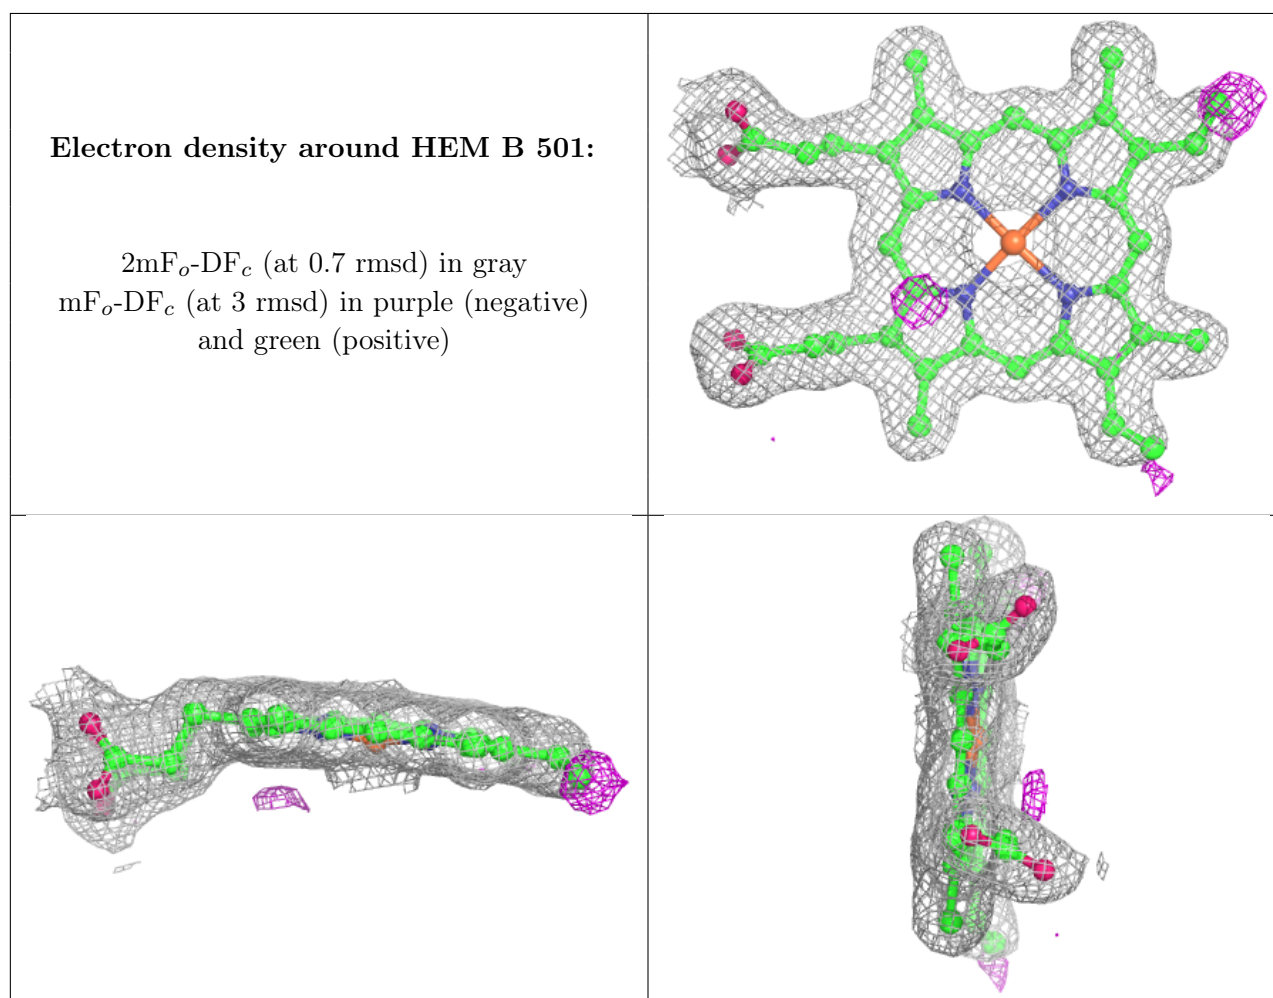 Electron density around HEM B 501:
2mFo-DFc (at 0.7 rmsd) in gray
mFo-DFc (at 3 rmsd) in purple (negative)
and green (positive)